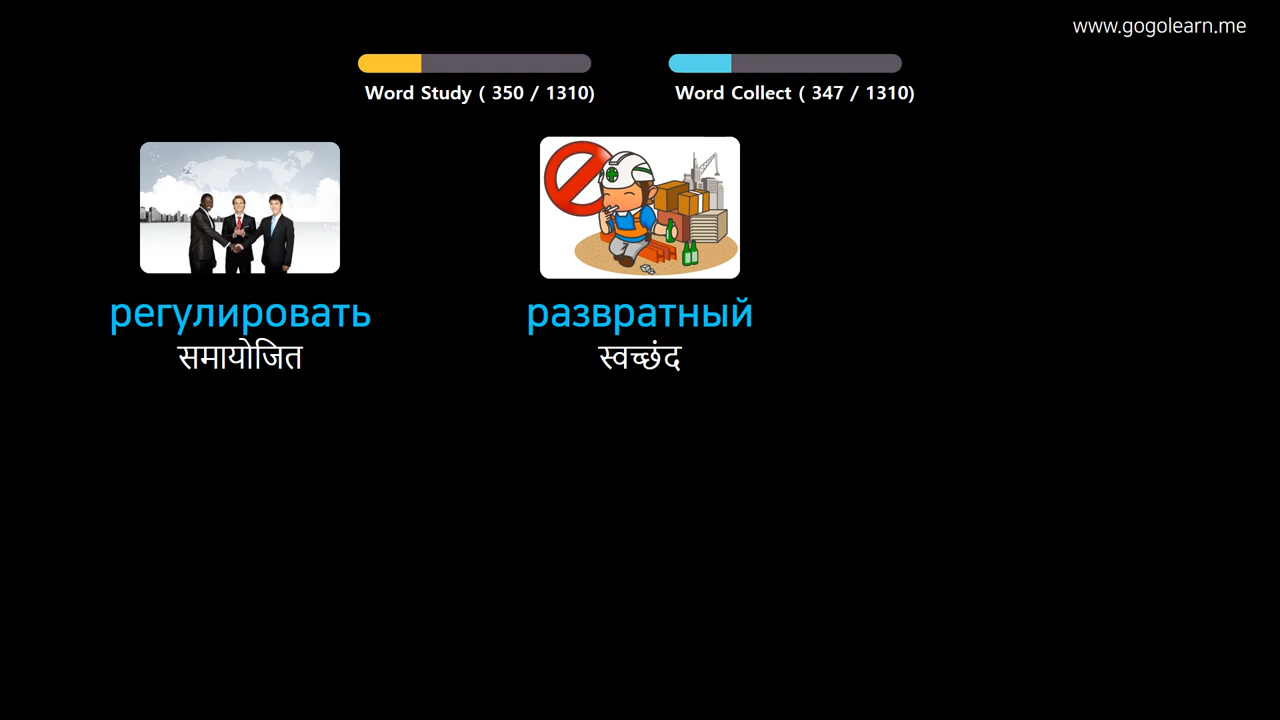 www.gogolearn.me
Word Study ( 350 / 1310)
Word Collect ( 347 / 1310)
регулировать
समायोजित
развратный
स्वच्छंद